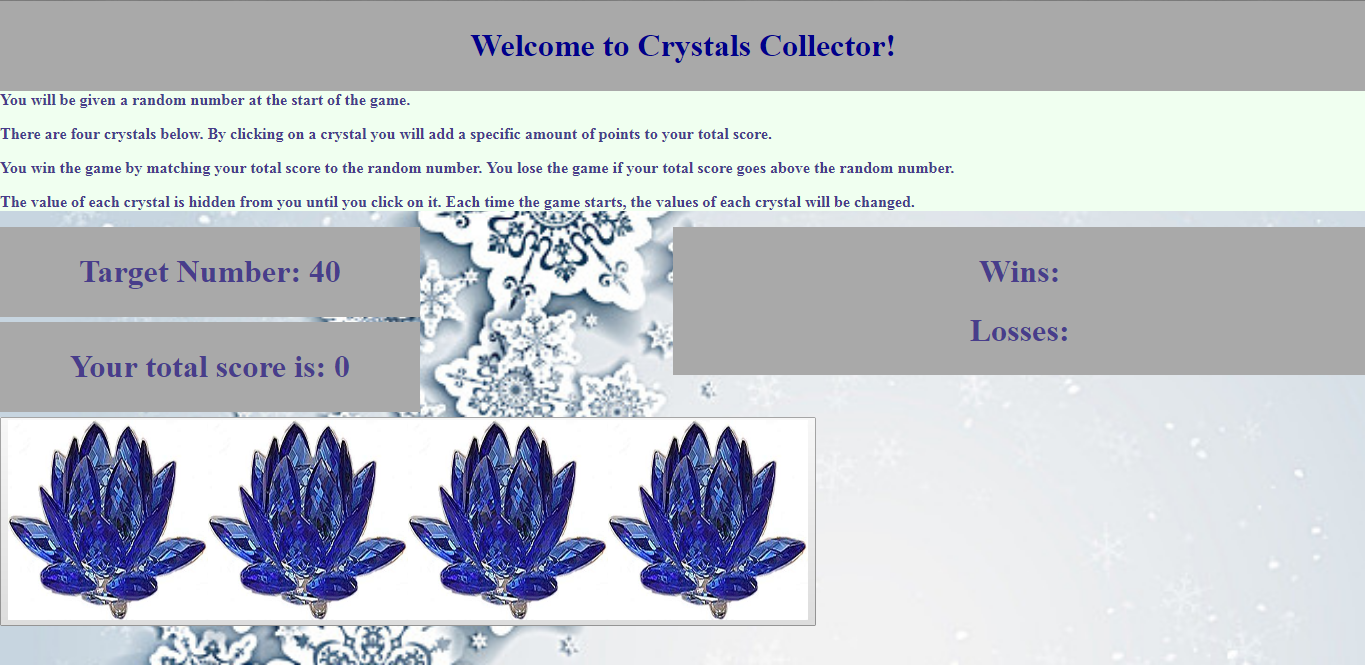 Welcome to Crystals Collector!
You will be given a random number at the start of the game.
There are four crystals below. By clicking on a crystal you will add a specific amount of points to your total score.
You win the game by matching your total score to the random number. You lose the game if your total score goes above the random number.
The value of each crystal is hidden from you until you click on it. Each time the game starts, the values of each crystal will be changed.
Target Number: 40
Your total score is: 0
Wins:
Losses: